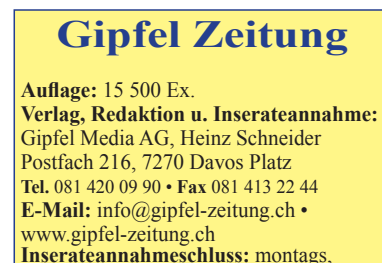 Gipfel Zeitung
Auflage: 15 500 Ex.
Verlag, Redaktion u. Inserateannahme:
Gipfel Media AG, Heinz Schneider
Postfach 216, 7270 Davos Platz
Tel. 081 420 09 90 • Fax 081 413 22 44
E-Mail: info@gipfel-zeitung.ch •
www.gipfel-zeitung.ch
Inserateannahmeschluss: montags,